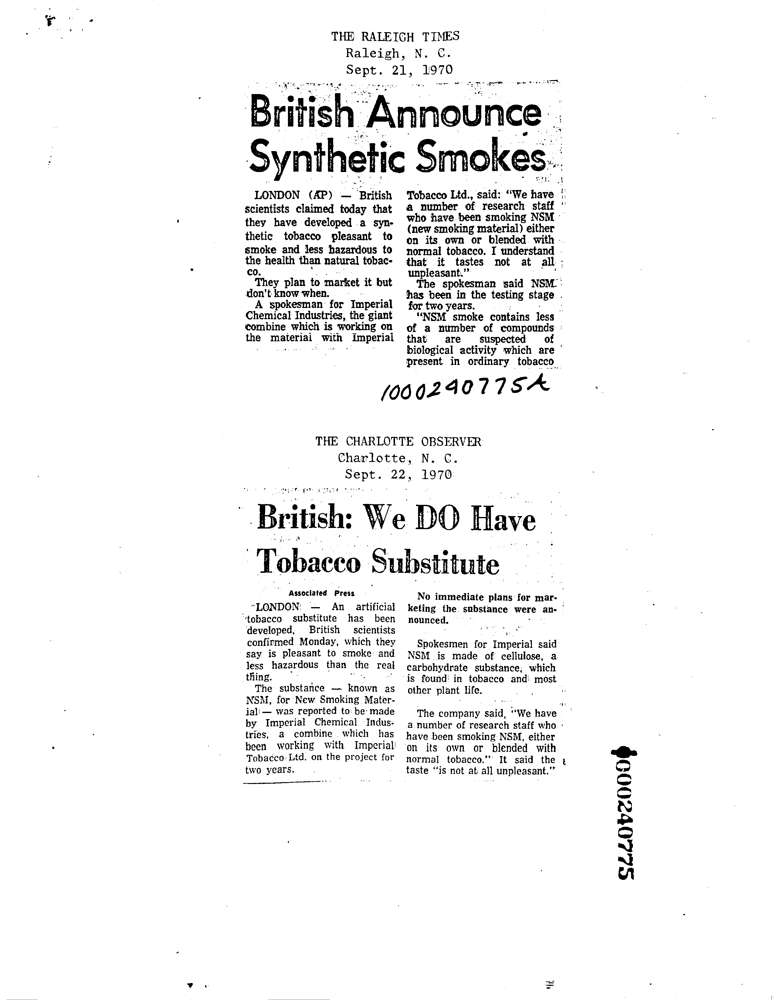 THE RALEIGH TIMES
Raleigh, N. C.
Sept. 21, 1970
British Announce
Synthetic Smokes
LONDON (AP) — British
scientists claimed today that
they have developed a syn-
thetic tobacco pleasant to
smoke and less hazardous to
the health than natural tobac-
co.
They plan to market it but
don't know when.
A spokesman for Imperial
Chemical Industries, the giant
combine which is working on
the material with Imperial
Tobacco Ltd., said: "We have
a number of research staff
who have been smoking NSM
(new smoking material) either
on its own or blended with
normal tobacco. I understand
that it tastes not at all
unpleasant."
The spokesman said NSM
has been in the testing stage
for two years.
"NSM smoke contains less
of a number of compounds
that are suspected of
biological activity which are
present in ordinary tobacco
1000240775A
THE CHARLOTTE OBSERVER
Charlotte, N. C.
Sept. 22, 1970
British: We DO Have
Tobacco Substitute
Associated Press
LONDON — An artificial
tobacco substitute has been
developed, British scientists
confirmed Monday, which they
say is pleasant to smoke and
less hazardous than the real
thing.
The substance — known as
NSM, for New Smoking Mater-
ial — was reported to be made
by Imperial Chemical Indus-
tries, a combine which has
been working with Imperial
Tobacco Ltd. on the project for
two years.
No immediate plans for mar-
keting the substance were an-
nounced.
Spokesmen for Imperial said
NSM is made of cellulose, a
carbohydrate substance, which
is found in tobacco and most
other plant life.
The company said, "We have
a number of research staff who
have been smoking NSM, either
on its own or blended with
normal tobacco." It said the
taste "is not at all unpleasant."
1000240775